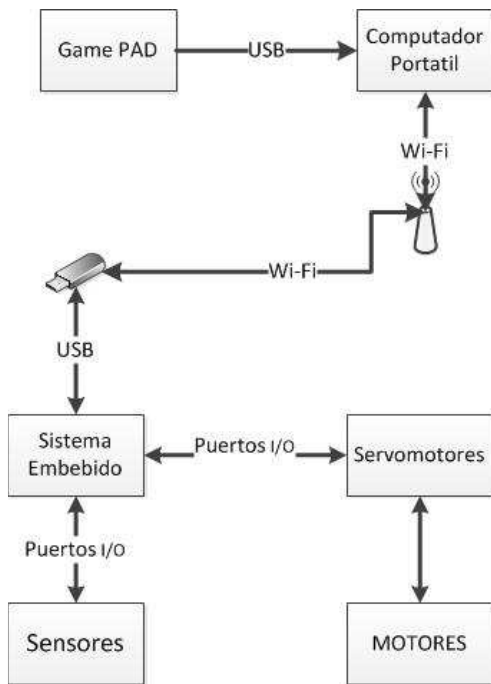 Game PAD
USB
Computador
Portatil
Wi-Fi
Wi-Fi
USB
Sistema
Embebido
Puertos I/O
Servomotores
Puertos I/O
Sensores
MOTORES